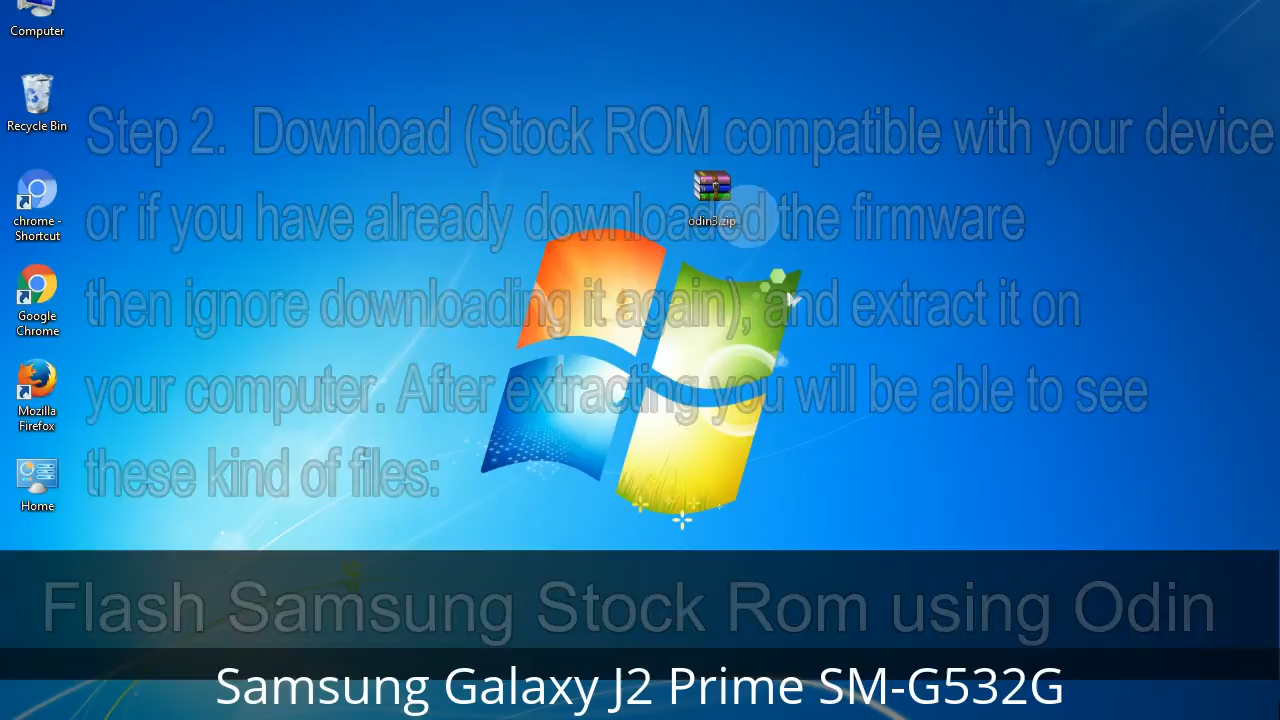 Computer
Recycle Bin
chrome -
Shortcut
Google
Chrome
Mozilla
Firefox
Home
odin3.zip
Step 2. Download (Stock ROM compatible with your device
or if you have already downloaded the firmware
then ignore downloading it again), and extract it on
your computer. After extracting you will be able to see
these kind of files:
Flash Samsung Stock Rom using Odin
Samsung Galaxy J2 Prime SM-G532G